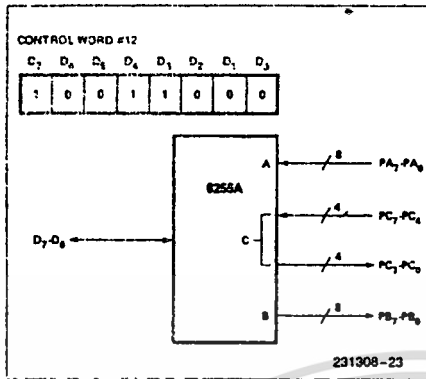 CONTROL WORD #12
D7 D6 D5 D4 D3 D2 D1 D0
1 0 0 1 1 0 0 0
A
8
PA7-PA0
8255A
4
PC7-PC4
D7-D0
C
4
PC3-PC0
B
8
PB7-PB0
231308-23